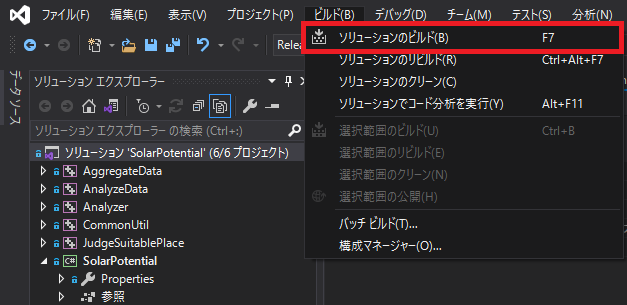 ファイル(F) 編集(E) 表示(V) プロジェクト(P) ビルド(B) デバッグ(D) チーム(M) テスト(S) 分析(N)
Relea
ソリューションのビルド(B) F7
ソリューションのリビルド(R) Ctrl+Alt+F7
ソリューションのクリーン(C)
ソリューションでコード分析を実行(Y) Alt+F11
選択範囲のビルド(U) Ctrl+B
選択範囲のリビルド(E)
選択範囲のクリーン(N)
選択範囲の公開(H)
バッチ ビルド(T)...
構成マネージャー(O)...
データ ソース
ソリューション エクスプローラー
ソリューション エクスプローラー の検索 (Ctrl+:)
ソリューション 'SolarPotential' (6/6 プロジェクト)
AggregateData
AnalyzeData
Analyzer
CommonUtil
JudgeSuitablePlace
C# SolarPotential
Properties
参照